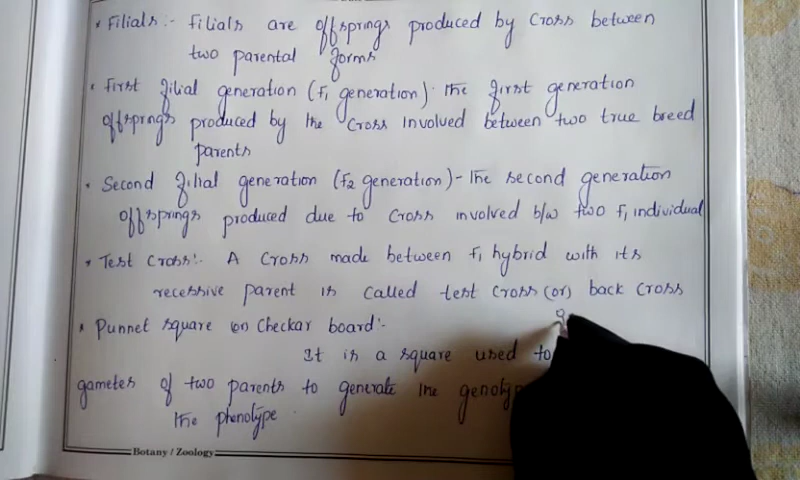 * Filials :- filials are offsprings produced by cross between
two parental forms
* First filial generation (F1 generation). The first generation
offsprings produced by the cross involved between two true breed
parents
* Second filial generation (F2 generation) - The second generation
offsprings produced due to cross involved b/w two F1 individual
* Test cross :- A cross made between F1 hybrid with its
recessive parent is called test cross (or) back cross
* Punnet square on Checkar board :-
It is a square used to
gametes of two parents to generate the
the phenotype
Botany / Zoology